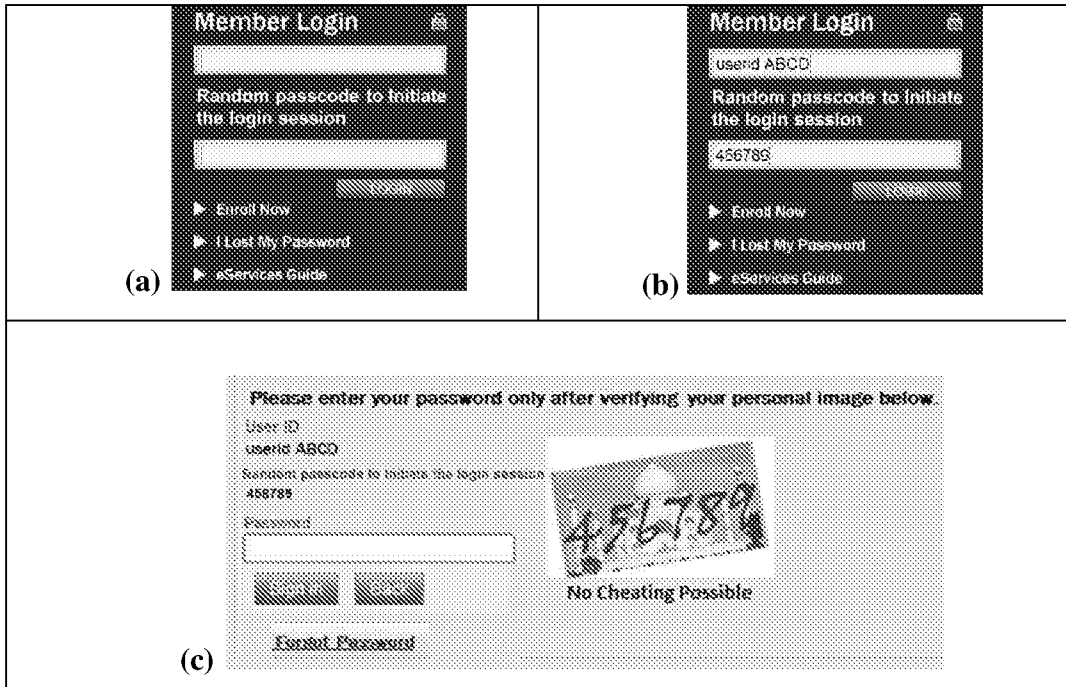 Member Login
Random passcode to Initiate
the login session
LOGIN
Enroll Now
I Lost My Password
eServices Guide
(a)
Member Login
userid ABCD
Random passcode to Initiate
the login session
456789
LOGIN
Enroll Now
I Lost My Password
eServices Guide
(b)
Please enter your password only after verifying your personal image below.
User ID
userid ABCD
Random passcode to Initiate the login session
456789
Password
456789
No Cheating Possible
Forgot Password
(c)